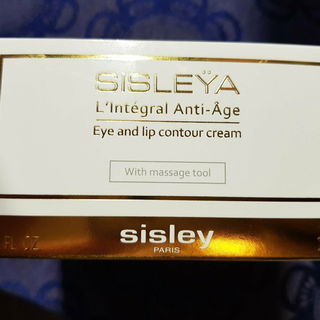 SISLEŸA
L'Intégral Anti-Âge
Eye and lip contour cream
With massage tool
sisley
PARIS
FL OZ